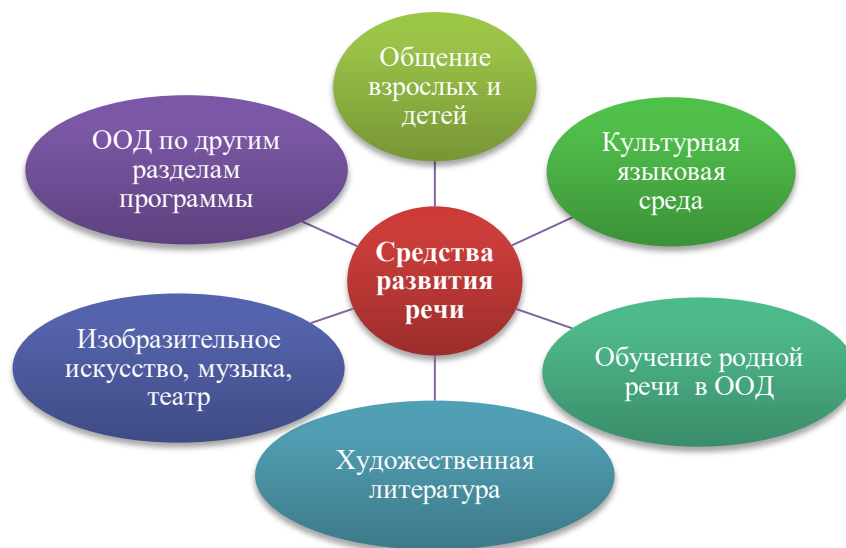 Общение
взрослых и
детей
Культурная
языковая
среда
Обучение родной
речи в ООД
Художественная
литература
Изобразительное
искусство, музыка,
театр
ООД по другим
разделам
программы
Средства
развития
речи